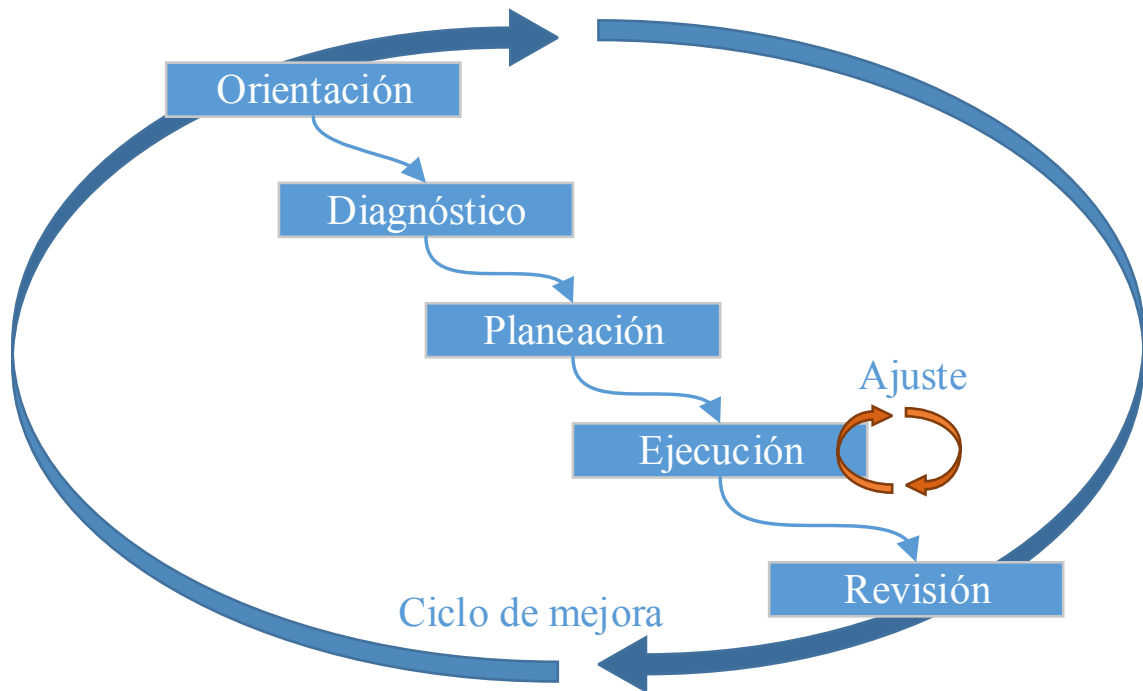 Orientación
Diagnóstico
Planeación
Ajuste
Ejecución
Revisión
Ciclo de mejora